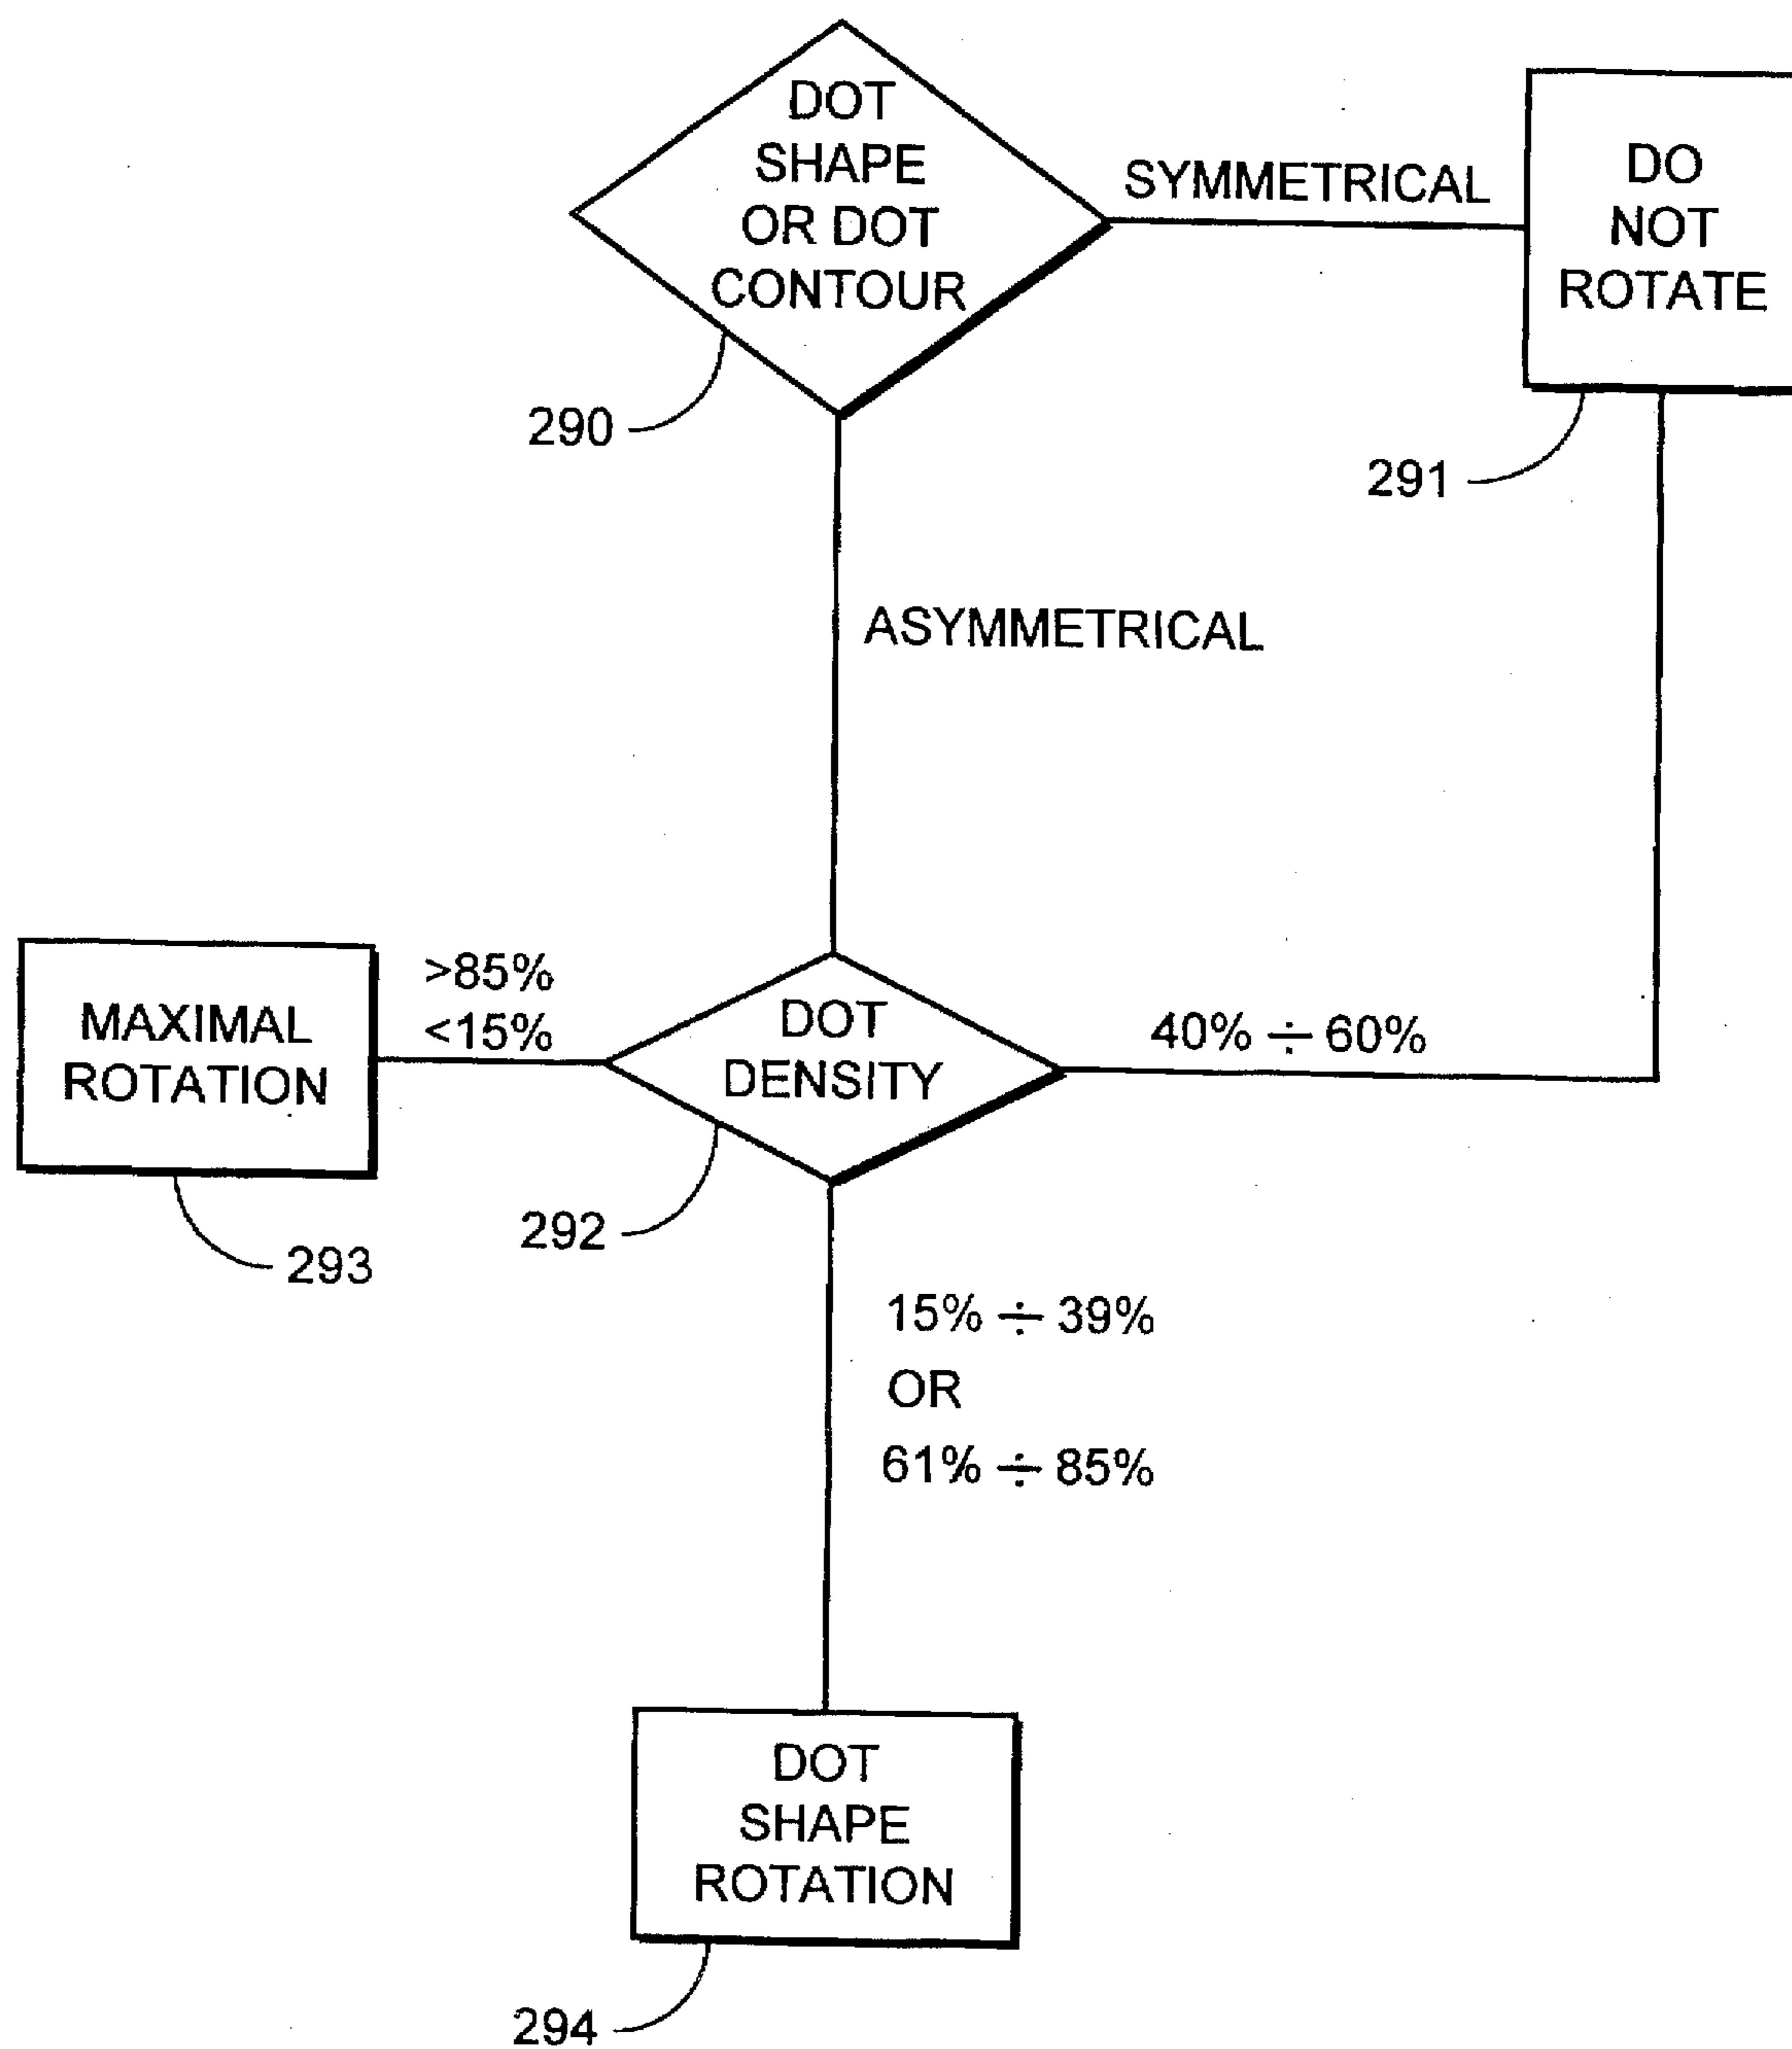 DOT
SHAPE
OR DOT
CONTOUR
SYMMETRICAL
DO
NOT
ROTATE
290
291
ASYMMETRICAL
MAXIMAL
ROTATION
>85%
<15%
DOT
DENSITY
40% ÷ 60%
292
293
15% ÷ 39%
OR
61% ÷ 85%
DOT
SHAPE
ROTATION
294